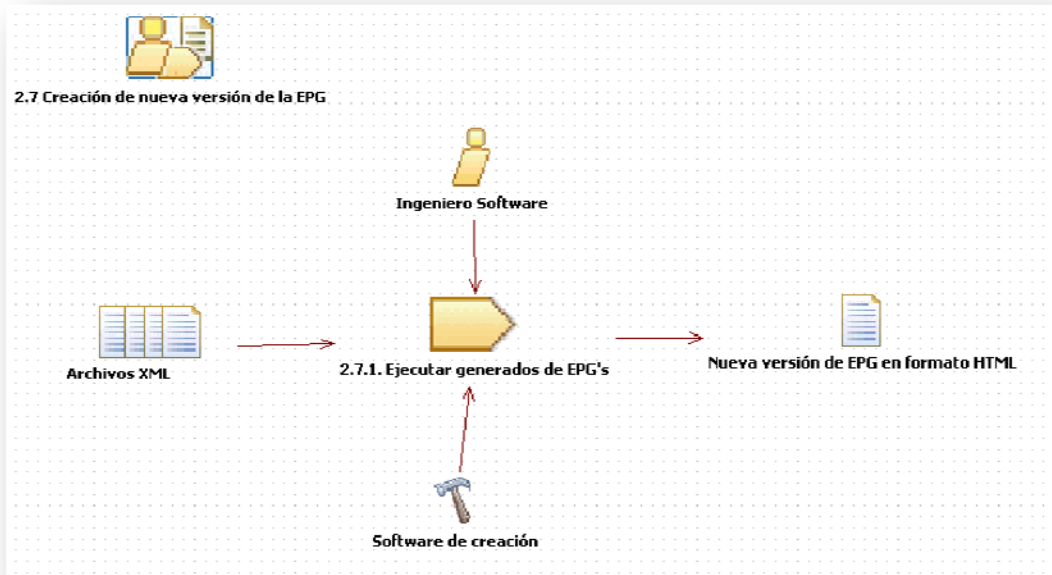 2.7 Creación de nueva versión de la EPG
Ingeniero Software
Archivos XML
2.7.1. Ejecutar generados de EPG's
Nueva versión de EPG en formato HTML
Software de creación